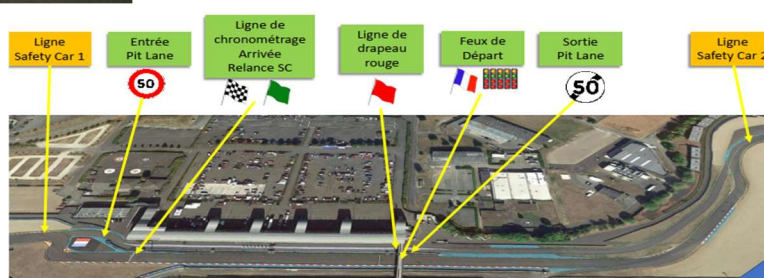 Ligne
Safety Car 1
Entrée
Pit Lane
50
Ligne de
chronométrage
Arrivée
Relance SC
Ligne de
drapeau
rouge
Feux de
Départ
Sortie
Pit Lane
50
Ligne
Safety Car 2